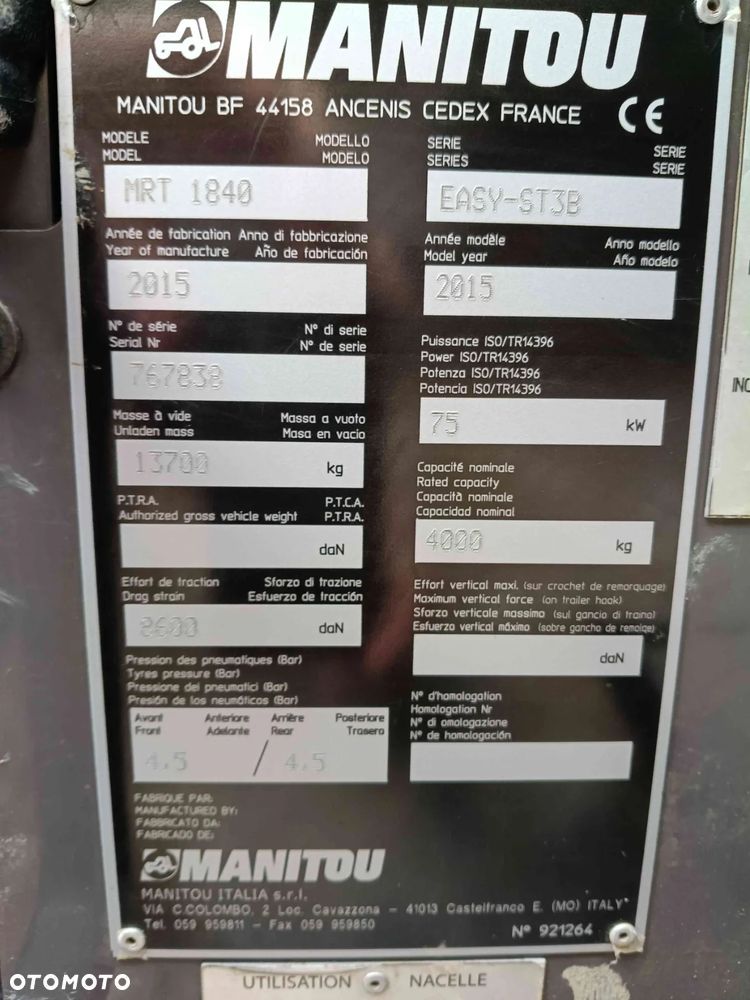 MANITOU
MANITOU BF 44158 ANCENIS CEDEX FRANCE CE
MODELE MODELLO
MODEL MODELO
MRT 1840
SERIE SERIE
SERIES SERIE
EASY-ST3B
Année de fabrication Anno di fabbricazione
Year of manufacture Año de fabricación
2015
Année modèle Anno modello
Model year Año modelo
2015
N° de série N° di serie
Serial Nr N° de serie
767838
Puissance ISO/TR14396
Power ISO/TR14396
Potenza ISO/TR14396
Potencia ISO/TR14396
75 kW
Masse à vide Massa a vuoto
Unladen mass Masa en vacio
13700 kg
Capacité nominale
Rated capacity
Capacità nominale
Capacidad nominal
4000 kg
P.T.R.A. P.T.C.A.
Authorized gross vehicle weight P.T.R.A.
daN
Effort de traction Sforzo di trazione
Drag strain Esfuerzo de tracción
8600 daN
Effort vertical maxi. (sur crochet de remorquage)
Maximum vertical force (on trailer hook)
Sforzo verticale massimo (sul gancio di traino)
Esfuerzo vertical máximo (sobre gancho de remolqe)
daN
Pression des pneumatiques (Bar)
Tyres pressure (Bar)
Pressione dei pneumatici (Bar)
Presión de los neumóticos (Bar)
Avant Anteriore Arrière Posteriore
Front Adelante Rear Trasera
4.5 / 4.5
N° d'homologation
Homologation Nr
N° di omologazione
N° de homologación
FABRIQUE PAR:
MANUFACTURED BY:
FABBRICATO DA:
FABRICADO DE:
MANITOU
MANITOU ITALIA s.r.l.
VIA C.COLOMBO, 2 Loc. Cavazzona - 41013 Castelfranco E. (MO) ITALY
Tel. 059 959811 - Fax 059 959850
N° 921264
UTILISATION NACELLE
OTOMOTO